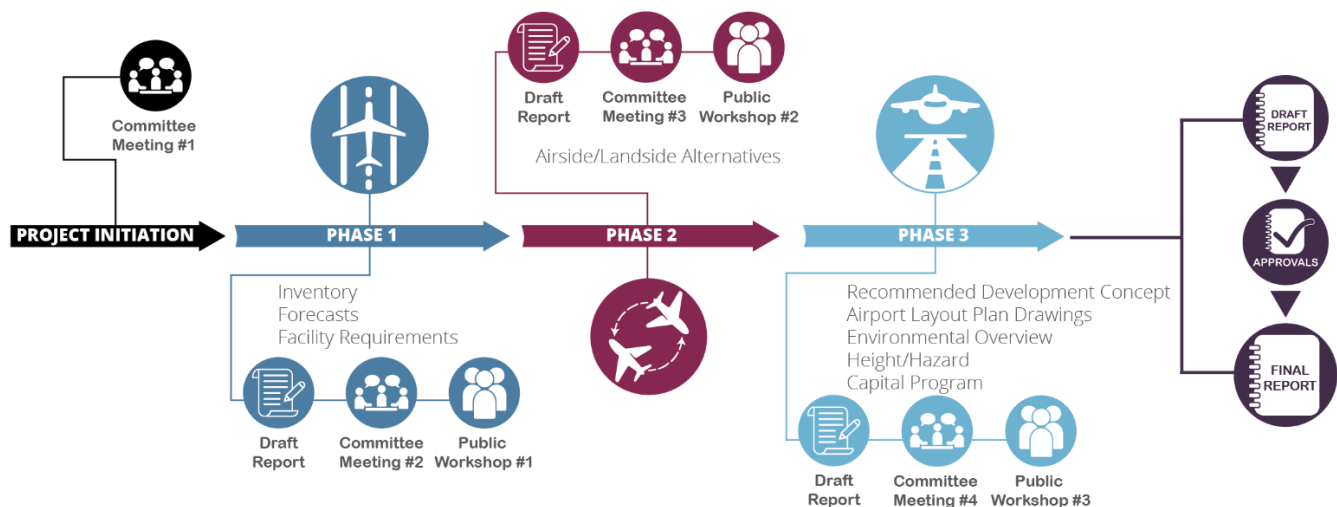 Committee
Meeting #1
PROJECT INITIATION
PHASE 1
Inventory
Forecasts
Facility Requirements
Draft
Report
Committee
Meeting #2
Public
Workshop #1
Draft
Report
Committee
Meeting #3
Public
Workshop #2
Airside/Landside Alternatives
PHASE 2
PHASE 3
Recommended Development Concept
Airport Layout Plan Drawings
Environmental Overview
Height/Hazard
Capital Program
Draft
Report
Committee
Meeting #4
Public
Workshop #3
DRAFT
REPORT
APPROVALS
FINAL
REPORT